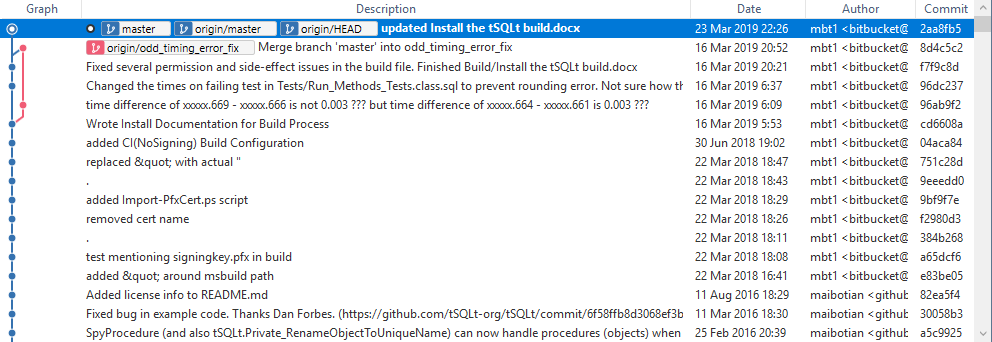 Graph Description Date Author Commit
master origin/master origin/HEAD updated Install the tSQLt build.docx 23 Mar 2019 22:26 mbt1 <bitbucket@ 2aa8fb5
origin/odd_timing_error_fix Merge branch 'master' into odd_timing_error_fix 16 Mar 2019 20:52 mbt1 <bitbucket@ 8d4c5c2
Fixed several permission and side-effect issues in the build file. Finished Build/Install the tSQLt build.docx 16 Mar 2019 20:21 mbt1 <bitbucket@ f7f9c8d
Changed the times on failing test in Tests/Run_Methods_Tests.class.sql to prevent rounding error. Not sure how th 16 Mar 2019 6:37 mbt1 <bitbucket@ 96dc237
time difference of xxxxx.669 - xxxxx.666 is not 0.003 ??? but time difference of xxxxx.664 - xxxxx.661 is 0.003 ??? 16 Mar 2019 6:09 mbt1 <bitbucket@ 96ab9f2
Wrote Install Documentation for Build Process 16 Mar 2019 5:53 mbt1 <bitbucket@ cd6608a
added CI(NoSigning) Build Configuration 30 Jun 2018 19:02 mbt1 <bitbucket@ 04aca84
replaced &quot; with actual " 22 Mar 2018 18:47 mbt1 <bitbucket@ 751c28d
. 22 Mar 2018 18:43 mbt1 <bitbucket@ 9eeedd0
added Import-PfxCert.ps script 22 Mar 2018 18:29 mbt1 <bitbucket@ 9bf9f7e
removed cert name 22 Mar 2018 18:26 mbt1 <bitbucket@ f2980d3
. 22 Mar 2018 18:11 mbt1 <bitbucket@ 384b268
test mentioning signingkey.pfx in build 22 Mar 2018 18:08 mbt1 <bitbucket@ a65dcf6
added &quot; around msbuild path 22 Mar 2018 16:41 mbt1 <bitbucket@ e83be05
Added license info to README.md 11 Aug 2016 18:29 maibotian <github 82ea5f4
Fixed bug in example code. Thanks Dan Forbes. (https://github.com/tSQLt-org/tSQLt/commit/6f58ffb8d3068ef3b 11 Mar 2016 18:30 maibotian <github 30058b3
SpyProcedure (and also tSQLt.Private_RenameObjectToUniqueName) can now handle procedures (objects) when 25 Feb 2016 20:39 maibotian <github a5c9925